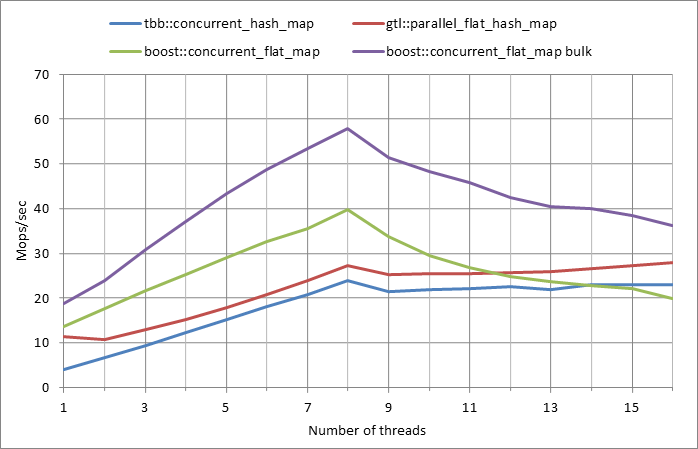 tbb::concurrent_hash_map gtl::parallel_flat_hash_map
boost::concurrent_flat_map boost::concurrent_flat_map bulk
70
60
50
40
30
20
10
0
Mops/sec
1 3 5 7 9 11 13 15
Number of threads